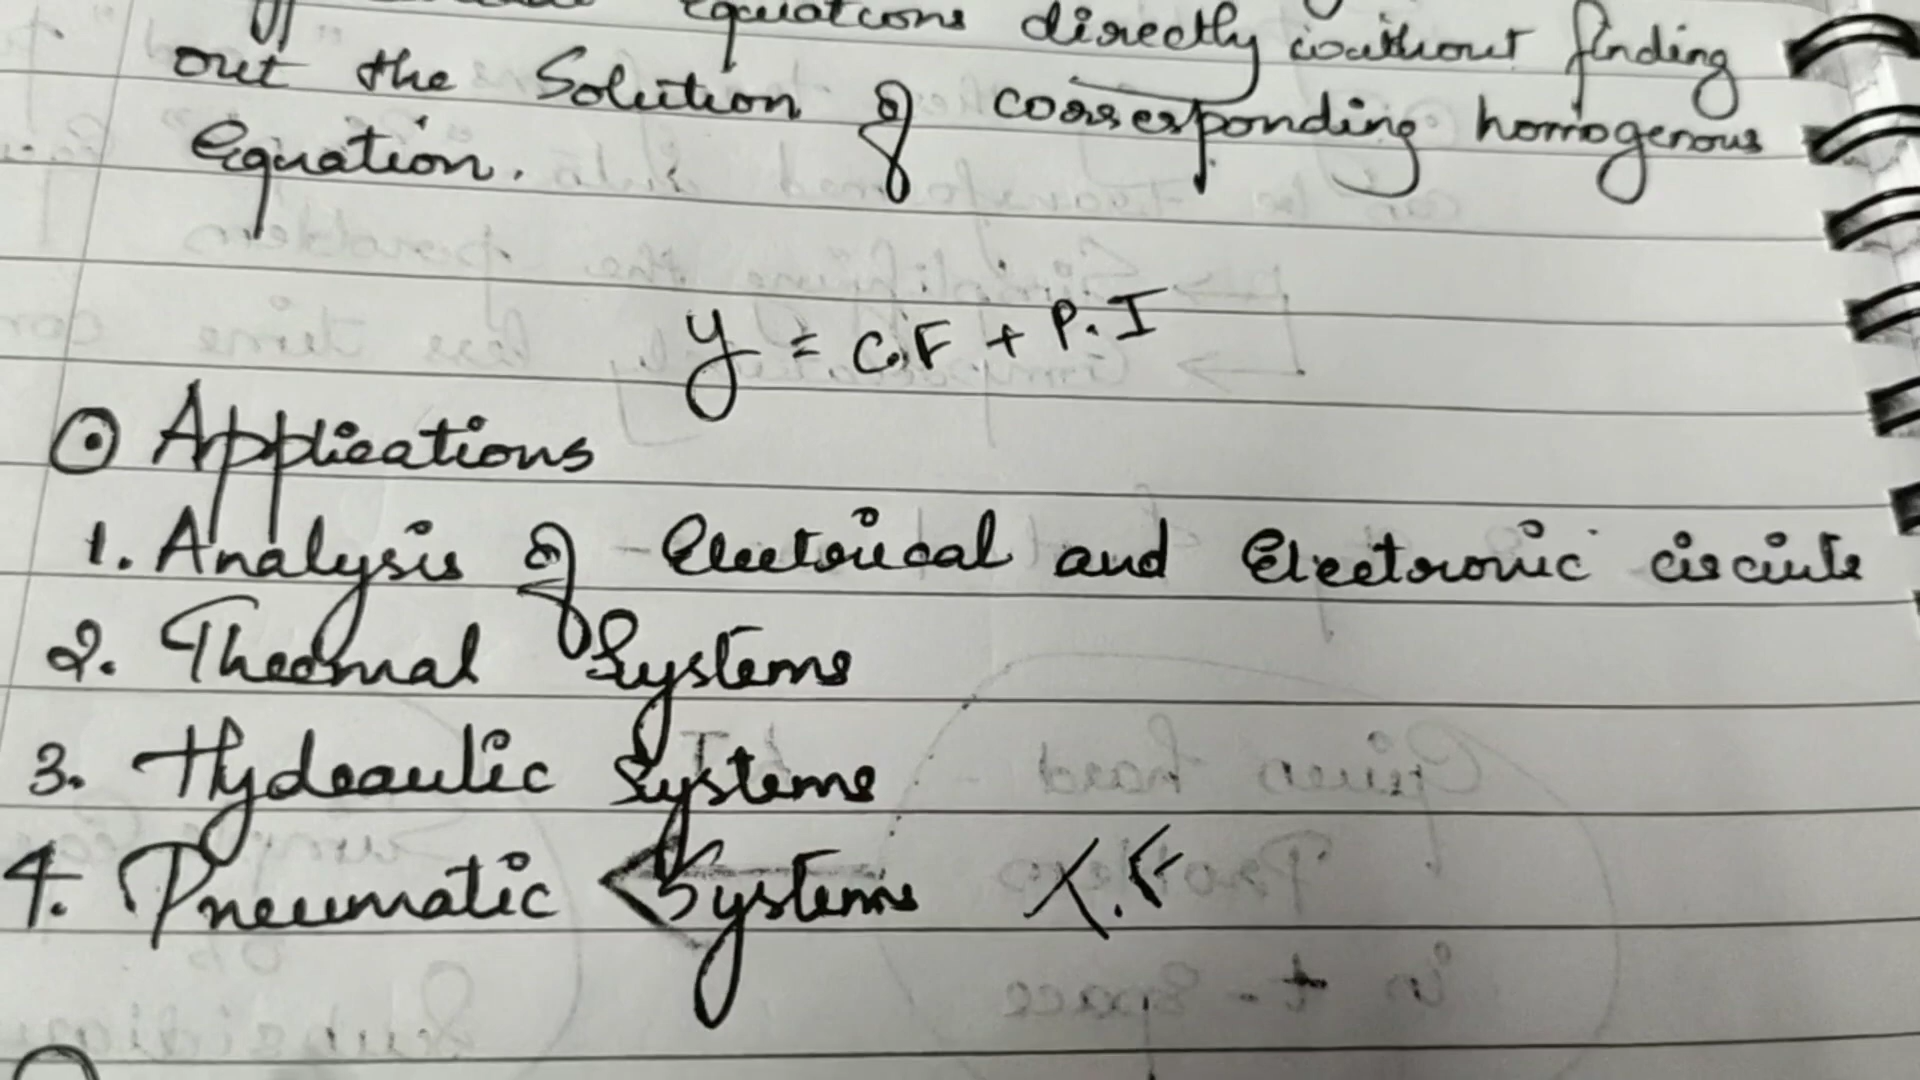 equations directly without finding
out the Solution of corresponding homogenous
Equation.
y = C.F + P.I
⊙ Applications
1. Analysis of Electrical and Electronic circiuts
2. Thermal Systems
3. Hydraulic Systems
4. Pneumatic Systems